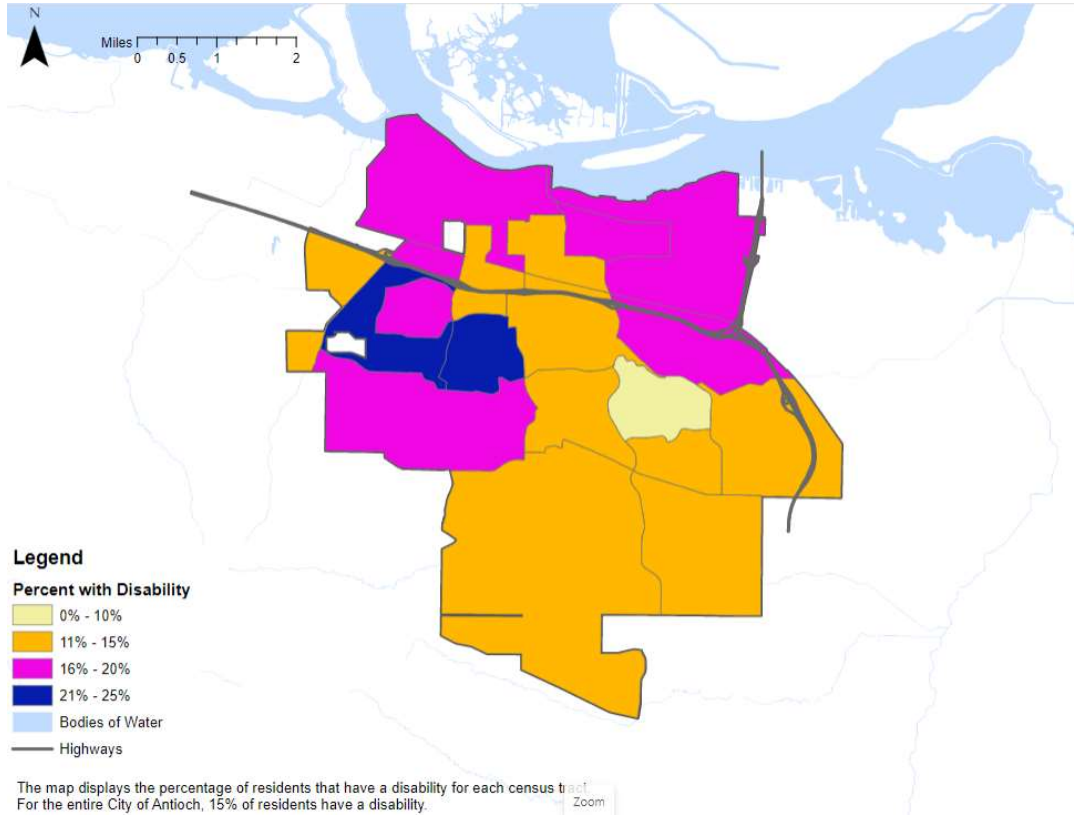 N
Miles
0 0.5 1 2
Legend
Percent with Disability
0% - 10%
11% - 15%
16% - 20%
21% - 25%
Bodies of Water
Highways
The map displays the percentage of residents that have a disability for each census tract.
For the entire City of Antioch, 15% of residents have a disability.
Zoom